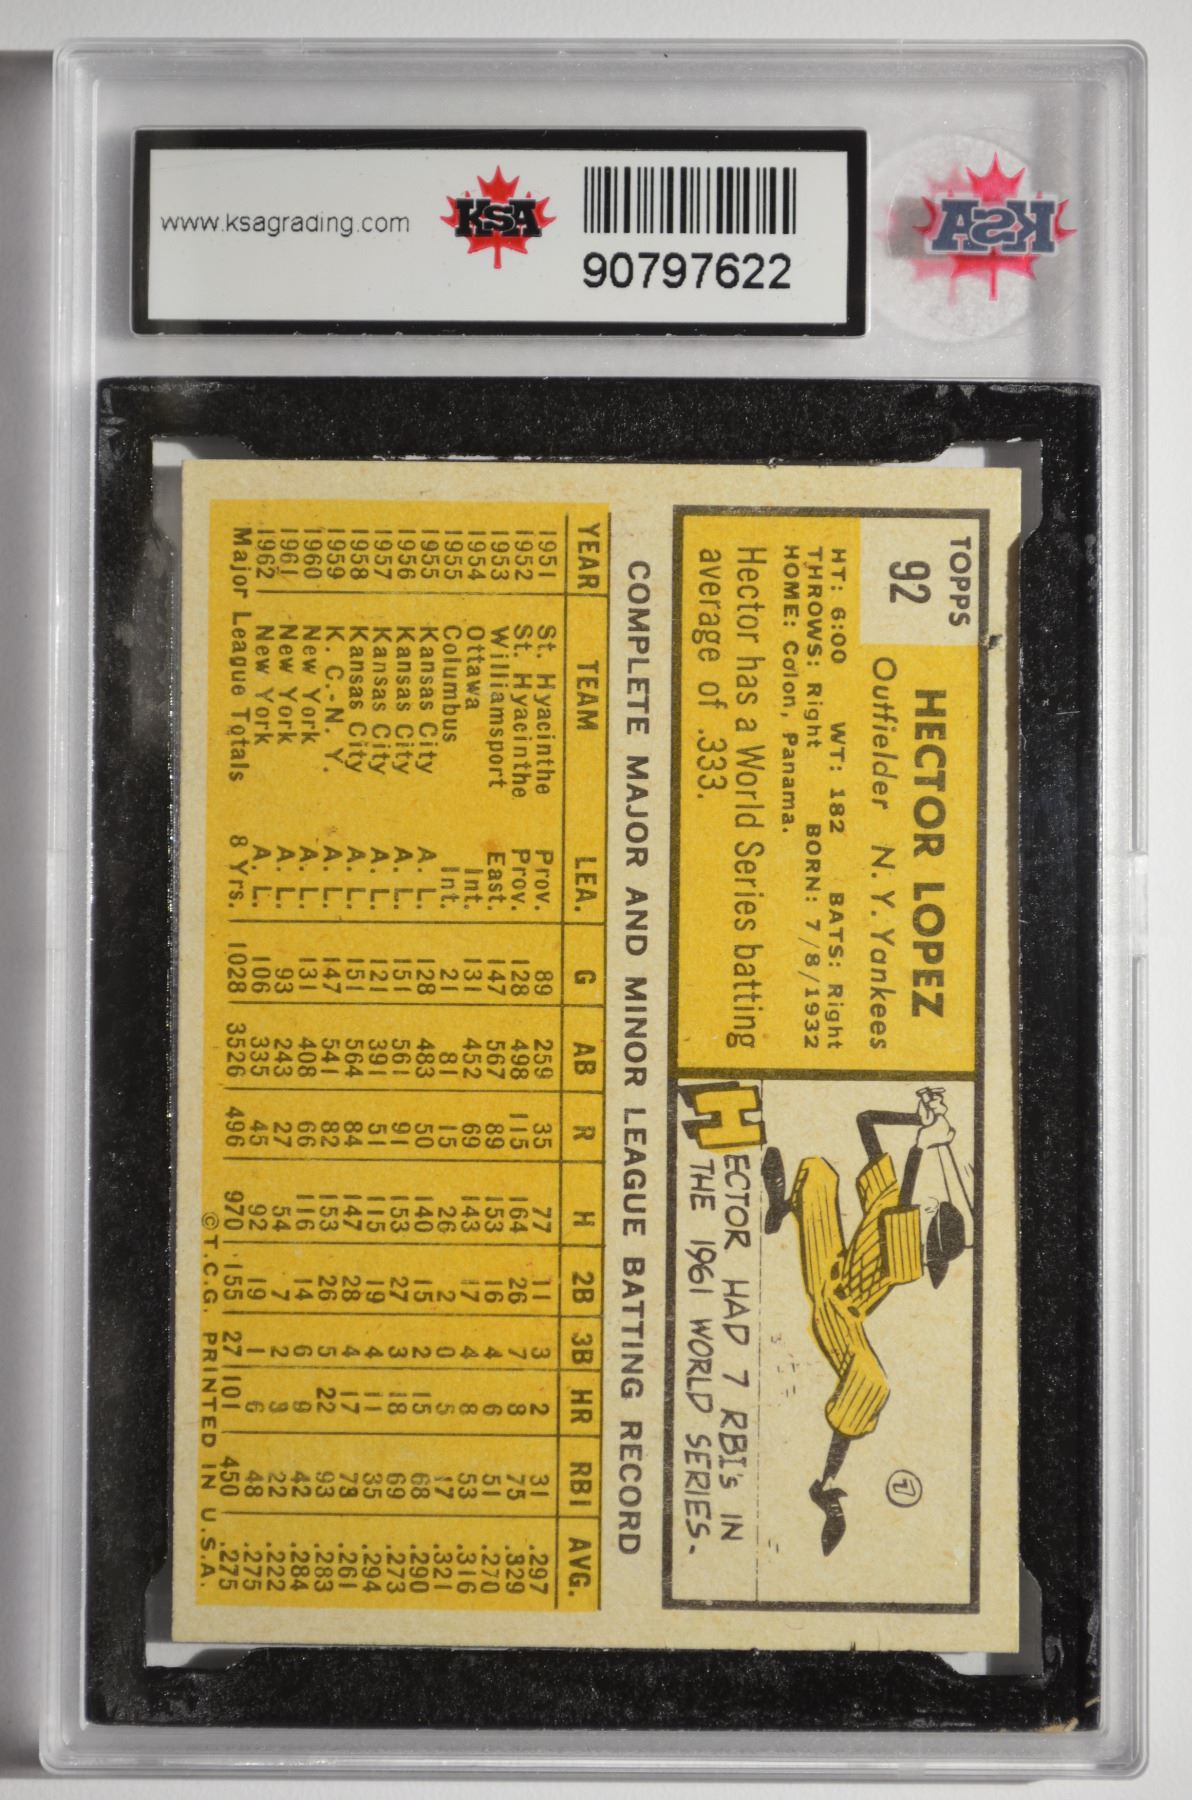 www.ksagrading.com
KSA
90797622
KSA
TOPPS
92
HECTOR LOPEZ
Outfielder N. Y. Yankees
HT: 6:00 WT: 182 BATS: Right
THROWS: Right BORN: 7/8/1932
HOME: Colon, Panama.
Hector has a World Series batting
average of .333.
7
HECTOR HAD 7 RBI's IN
THE 1961 WORLD SERIES.
COMPLETE MAJOR AND MINOR LEAGUE BATTING RECORD
YEAR TEAM LEA. G AB R H 2B 3B HR RBI AVG.
1951 St. Hyacinthe Prov. 89 259 35 77 11 3 2 31 .297
1952 St. Hyacinthe Prov. 128 498 115 164 26 7 8 75 .329
1953 Williamsport East. 147 567 89 153 16 4 6 51 .270
1954 Ottawa Int. 131 452 69 143 17 4 8 53 .316
1955 Columbus Int. 21 81 15 26 2 0 5 17 .321
1955 Kansas City A. L. 128 483 50 140 15 2 15 68 .290
1956 Kansas City A. L. 151 561 91 153 27 3 18 69 .273
1957 Kansas City A. L. 121 391 51 115 19 4 11 35 .294
1958 Kansas City A. L. 151 564 84 147 28 4 17 73 .261
1959 K. C.-N. Y. A. L. 147 541 82 153 26 5 22 93 .283
1960 New York A. L. 131 408 66 116 14 6 9 42 .284
1961 New York A. L. 93 243 27 54 7 2 3 22 .222
1962 New York A. L. 106 335 45 92 19 1 6 48 .275
Major League Totals 8 Yrs. 1028 3526 496 970 155 27 101 450 .275
©T.C.G. PRINTED IN U.S.A.